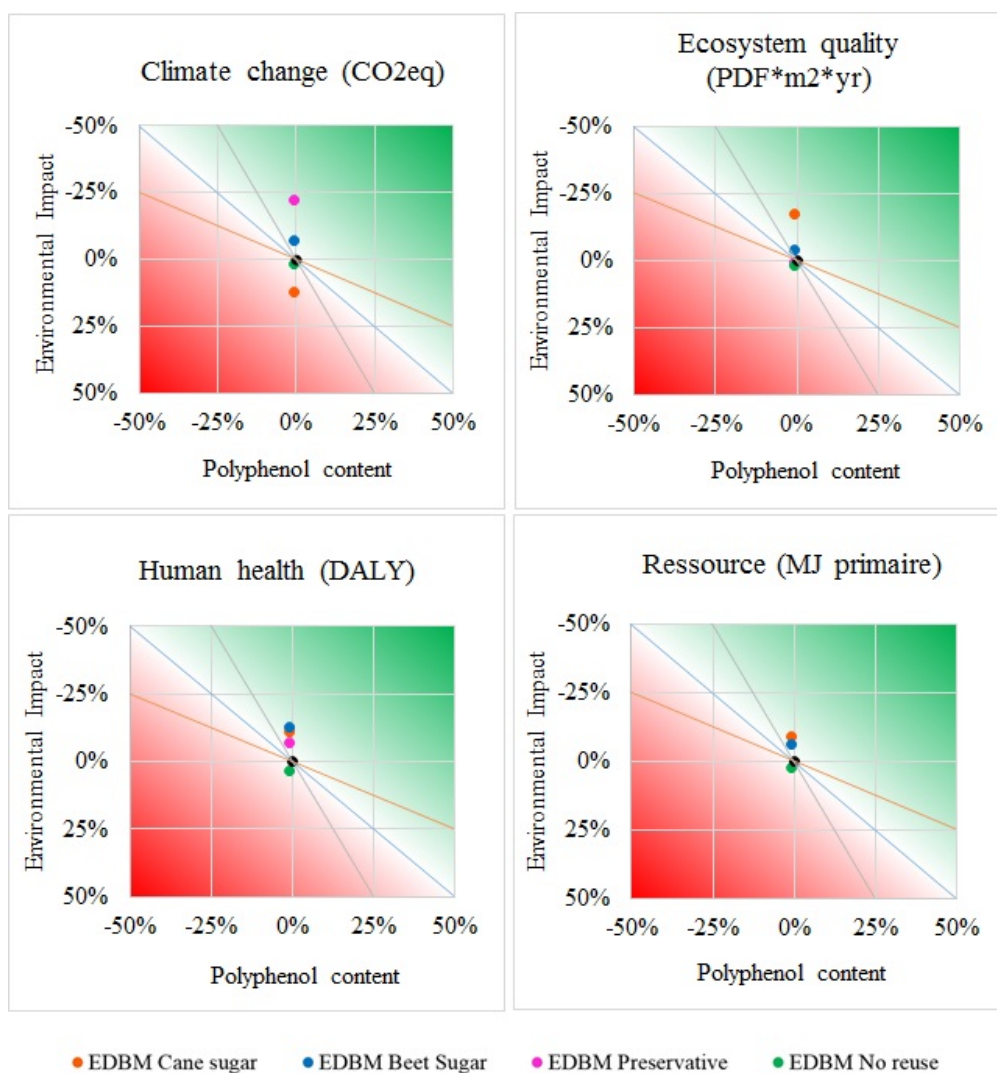 Climate change (CO2eq)
Environmental Impact
-50%
-25%
0%
25%
50%
-50% -25% 0% 25% 50%
Polyphenol content
Ecosystem quality
(PDF*m2*yr)
Environmental Impact
-50%
-25%
0%
25%
50%
-50% -25% 0% 25% 50%
Polyphenol content
Human health (DALY)
Environmental Impact
-50%
-25%
0%
25%
50%
-50% -25% 0% 25% 50%
Polyphenol content
Ressource (MJ primaire)
Environmental Impact
-50%
-25%
0%
25%
50%
-50% -25% 0% 25% 50%
Polyphenol content
EDBM Cane sugar EDBM Beet Sugar EDBM Preservative EDBM No reuse